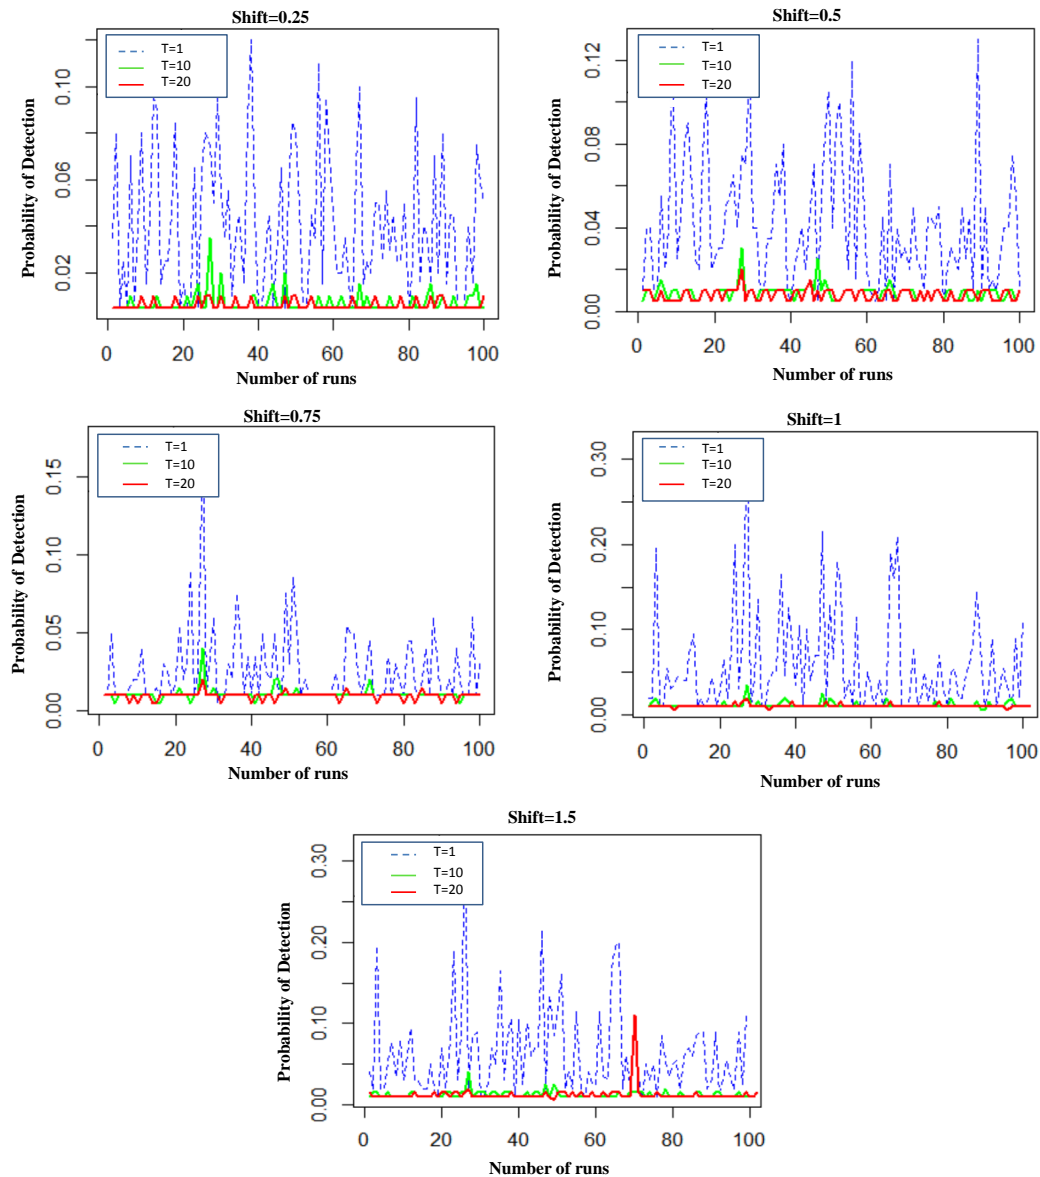 Shift=0.25
T=1
T=10
T=20
Probability of Detection
0.02 0.06 0.10
0 20 40 60 80 100
Number of runs
Shift=0.5
T=1
T=10
T=20
Probability of Detection
0.00 0.04 0.08 0.12
0 20 40 60 80 100
Number of runs
Shift=0.75
T=1
T=10
T=20
Probability of Detection
0.00 0.05 0.10 0.15
0 20 40 60 80 100
Number of runs
Shift=1
T=1
T=10
T=20
Probability of Detection
0.00 0.10 0.20 0.30
0 20 40 60 80 100
Number of runs
Shift=1.5
T=1
T=10
T=20
Probability of Detection
0.00 0.10 0.20 0.30
0 20 40 60 80 100
Number of runs